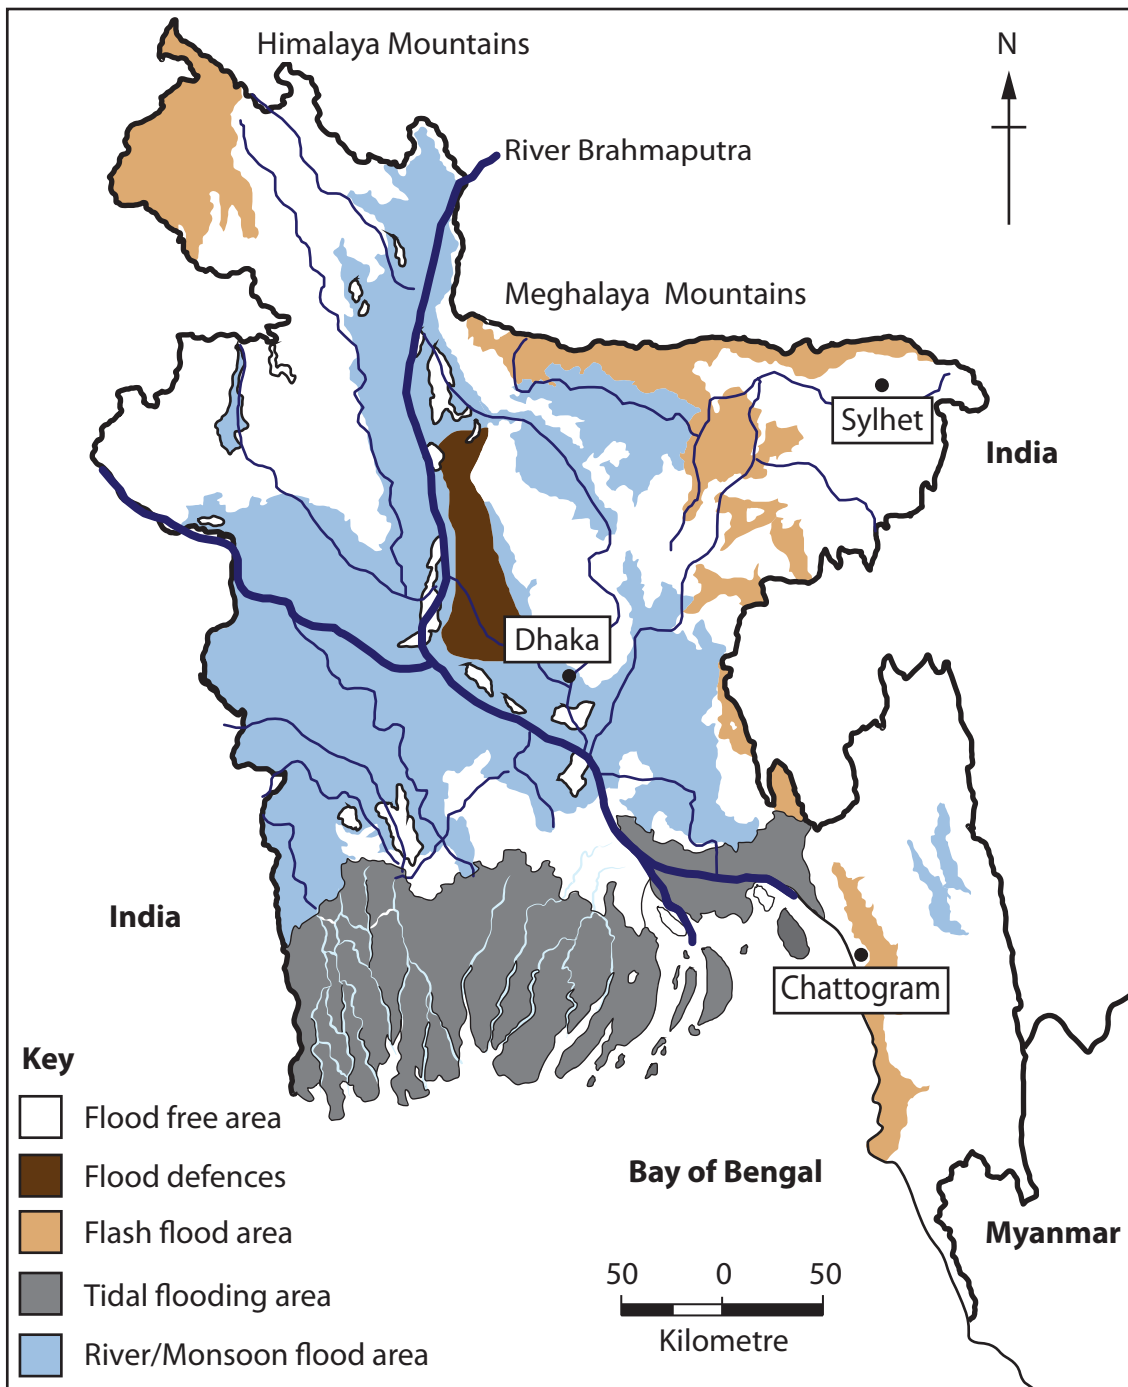 Himalaya Mountains
N
River Brahmaputra
Meghalaya Mountains
Sylhet
India
Dhaka
India
Chattogram
Key
Flood free area
Flood defences
Flash flood area
Tidal flooding area
River/Monsoon flood area
Bay of Bengal
Myanmar
50 0 50
Kilometre